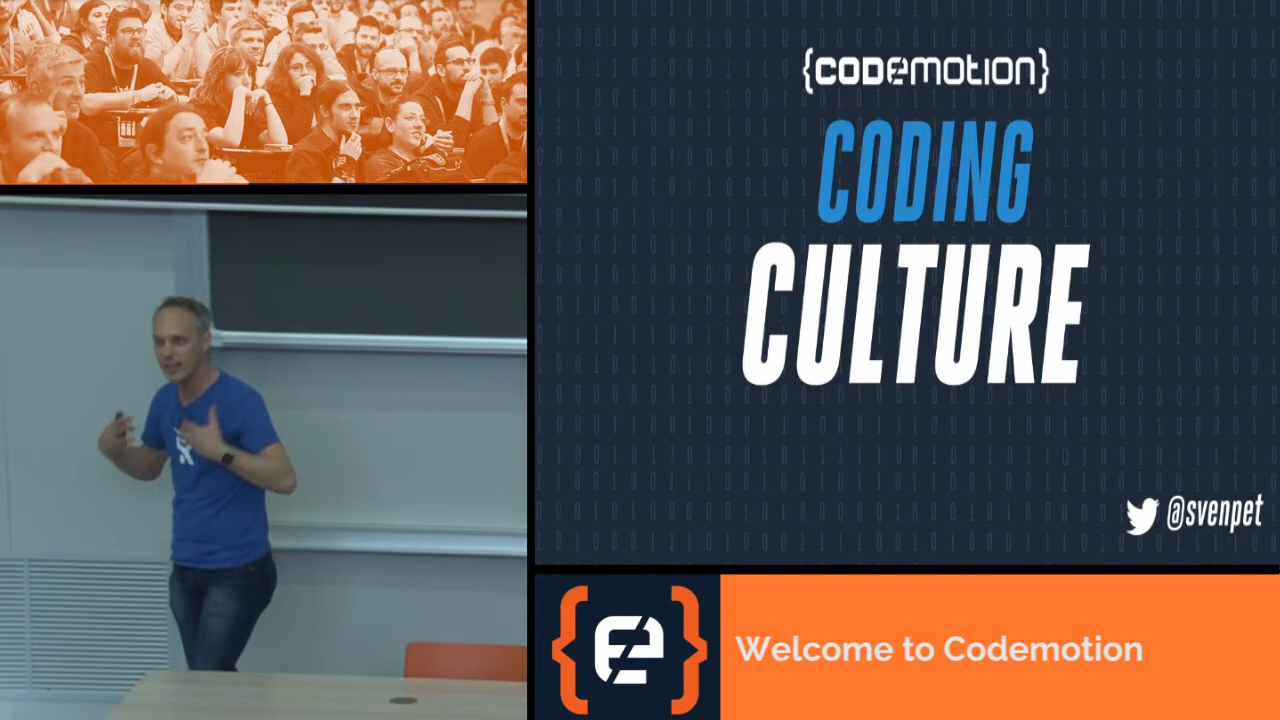 {CODEMOTION}
CODING
CULTURE
@svenpet
Welcome to Codemotion